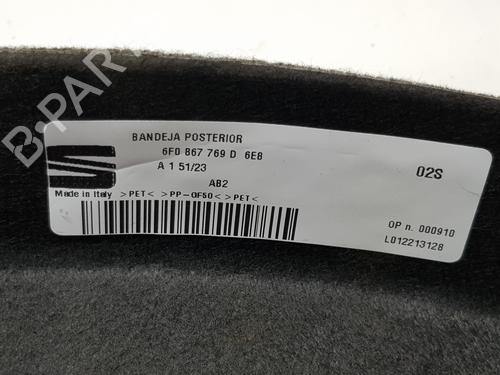 BANDEJA POSTERIOR
6F0 867 769 D 6E8
A 1 51/23
02S
AB2
Made in Italy >PET< >PP-GF50< >PET<
OP n. 000910
L012213128
B-PARTS